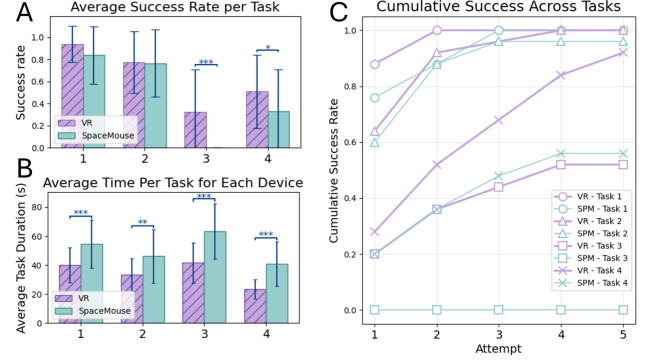 A
Average Success Rate per Task
Success rate
1.0
0.8
0.6
0.4
0.2
0.0
***
*
VR
SpaceMouse
1 2 3 4
B
Average Time Per Task for Each Device
Average Task Duration (s)
80
60
40
20
0
***
**
***
***
VR
SpaceMouse
1 2 3 4
C
Cumulative Success Across Tasks
Cumulative Success Rate
1.0
0.8
0.6
0.4
0.2
0.0
VR - Task 1
SPM - Task 1
VR - Task 2
SPM - Task 2
VR - Task 3
SPM - Task 3
VR - Task 4
SPM - Task 4
1 2 3 4 5
Attempt